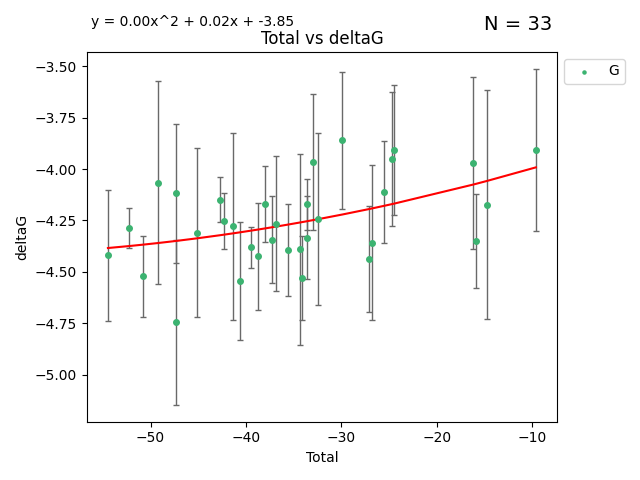 y = 0.00x^2 + 0.02x + -3.85
N = 33
Total vs deltaG
G
deltaG
−3.50
−3.75
−4.00
−4.25
−4.50
−4.75
−5.00
−50 −40 −30 −20 −10
Total